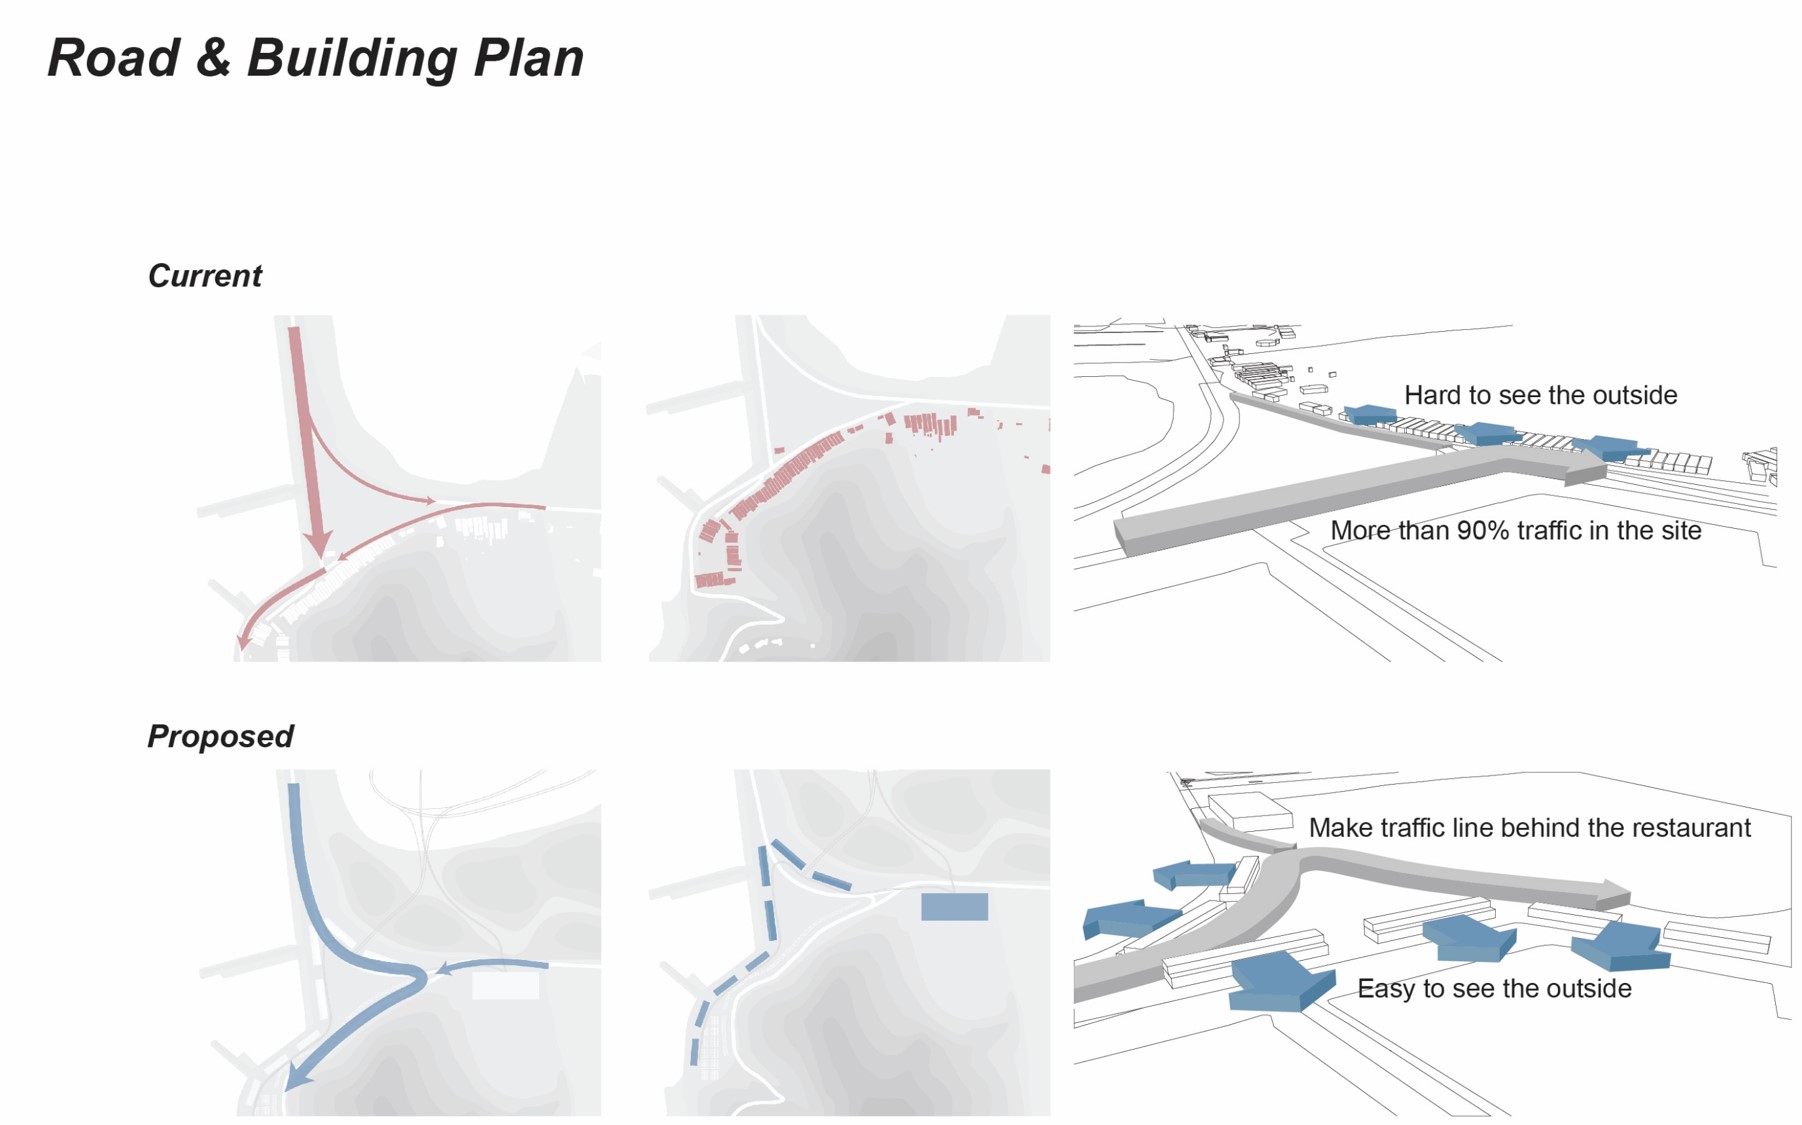 Road & Building Plan
Current
Hard to see the outside
More than 90% traffic in the site
Proposed
Make traffic line behind the restaurant
Easy to see the outside